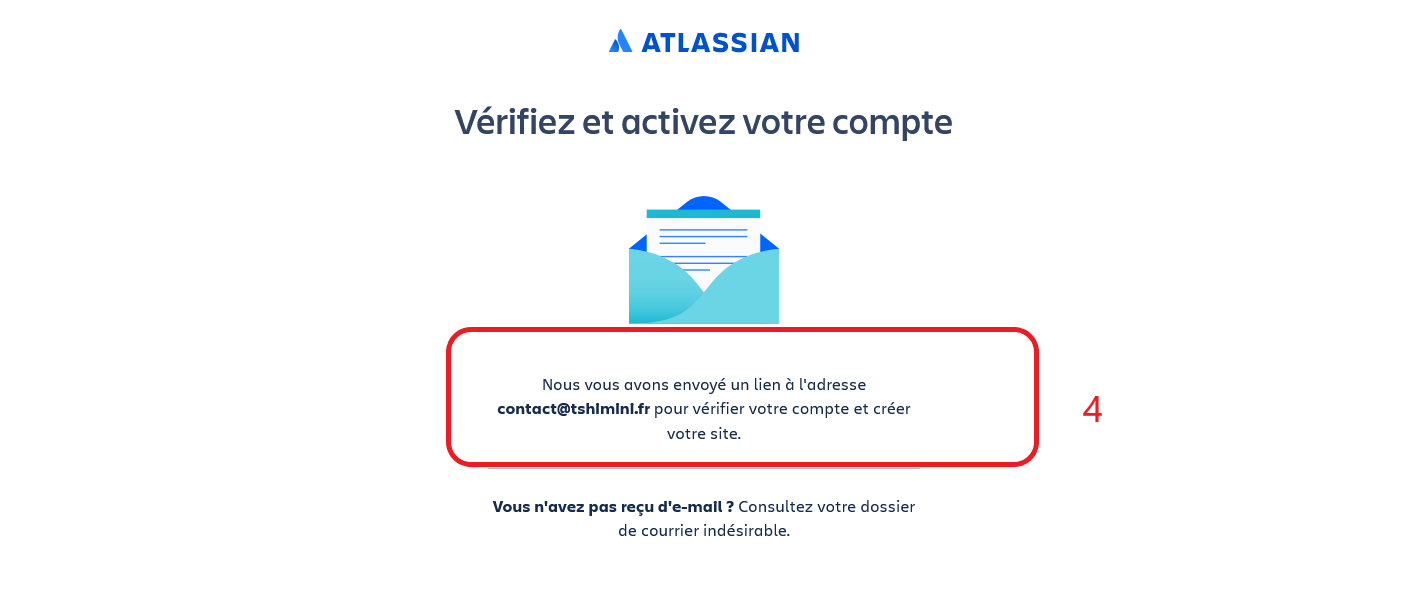 ATLASSIAN
Vérifiez et activez votre compte
Nous vous avons envoyé un lien à l'adresse
contact@tshimini.fr pour vérifier votre compte et créer
votre site.
4
Vous n'avez pas reçu d'e-mail ? Consultez votre dossier
de courrier indésirable.